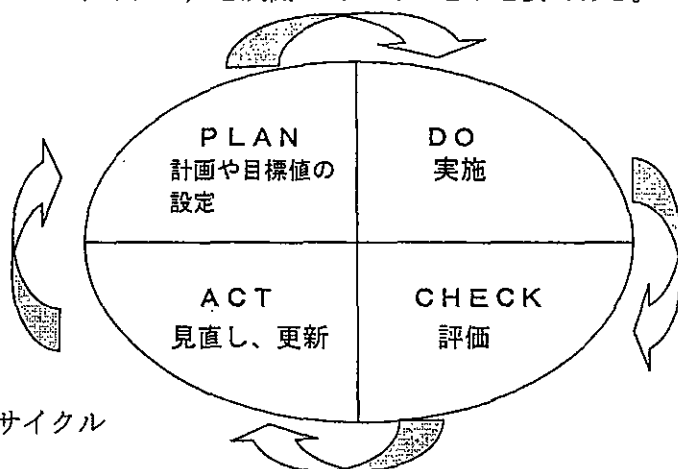 PLAN
計画や目標値の
設定
DO
実施
ACT
見直し、更新
CHECK
評価
サイクル